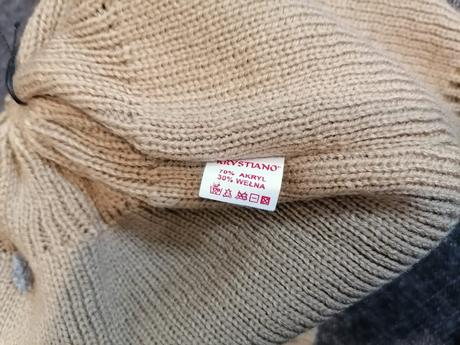 KRYSTIANO
70% AKRYL
30% WEŁNA